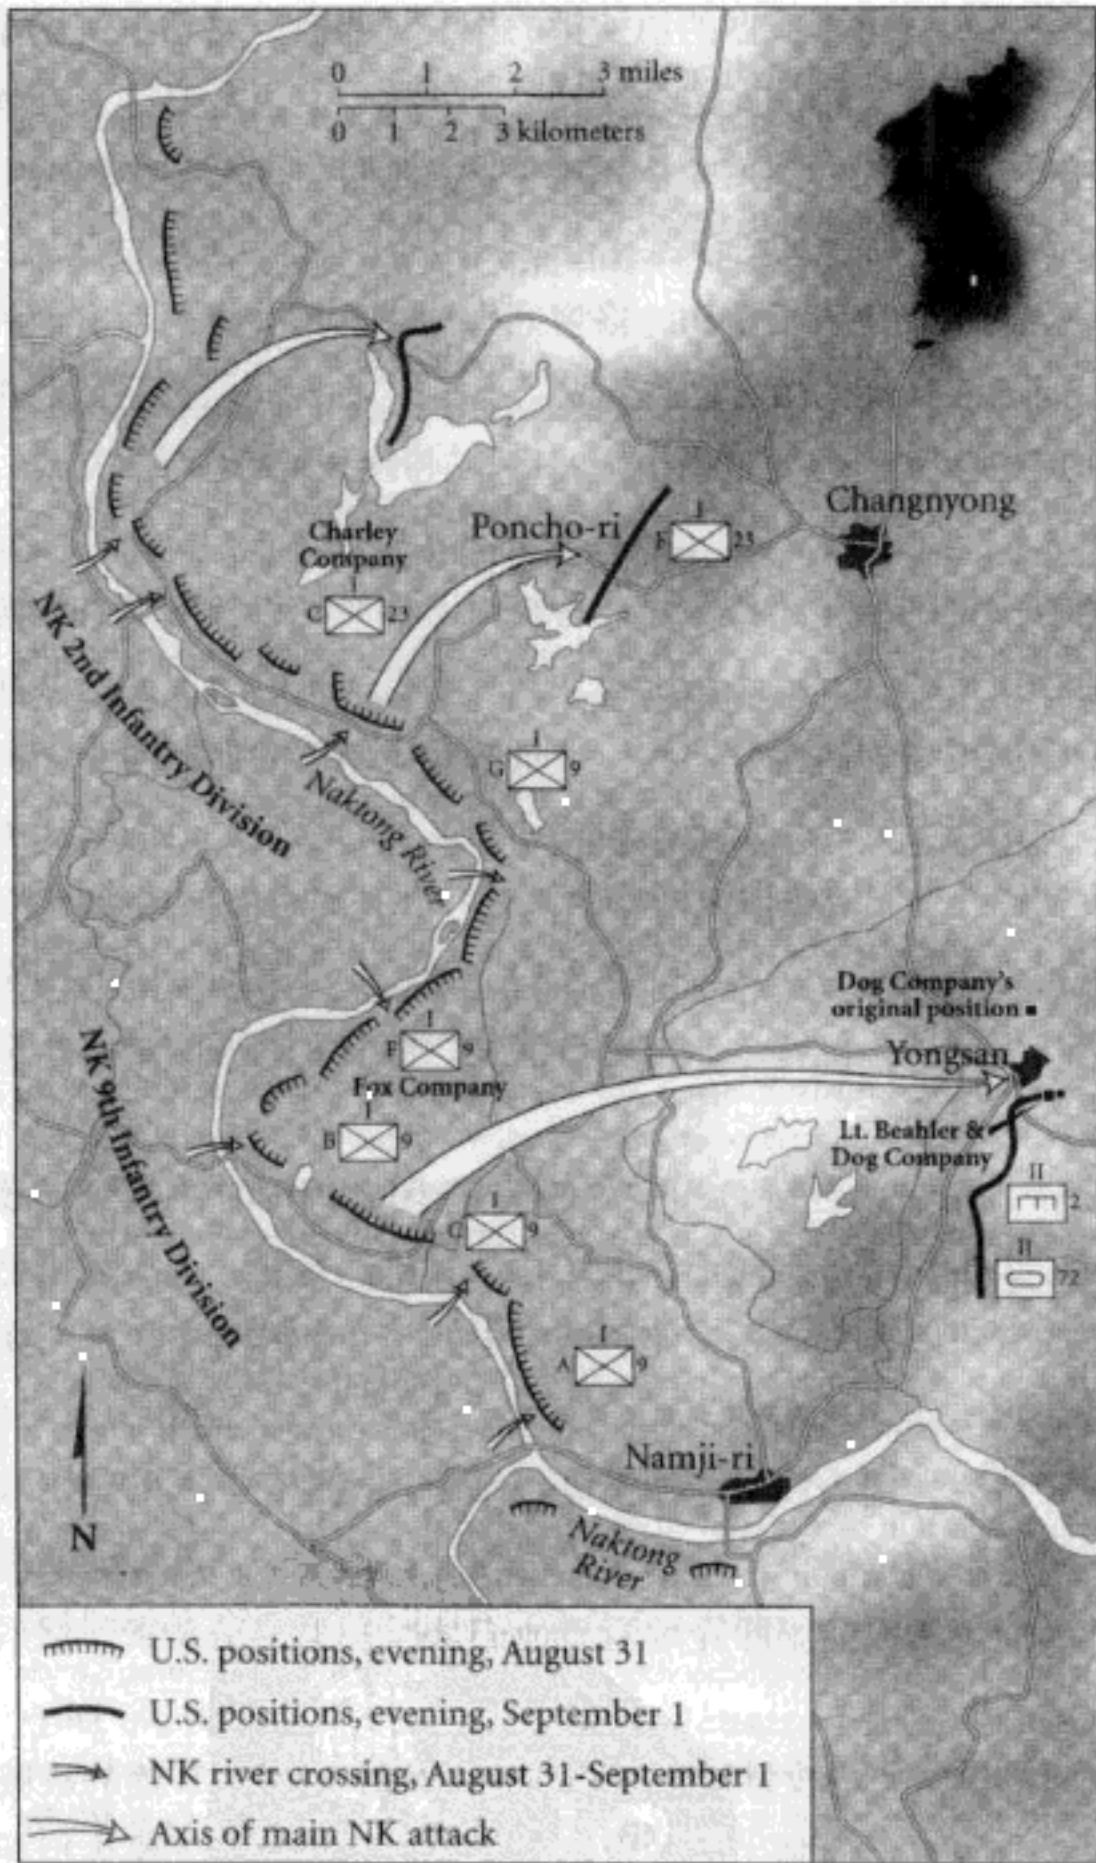 0 1 2 3 miles
0 1 2 3 kilometers
Changnyong
Poncho-ri
I
E 23
Charley
Company
I
C 23
NK 2nd Infantry Division
I
G 9
Naktong River
Dog Company's
original position
Yongsan
I
F 9
Fox Company
I
B 9
Lt. Beahler &
Dog Company
II
2
II
72
NK 9th Infantry Division
I
C 9
I
A 9
Namji-ri
N
Naktong
River
U.S. positions, evening, August 31
U.S. positions, evening, September 1
NK river crossing, August 31-September 1
Axis of main NK attack